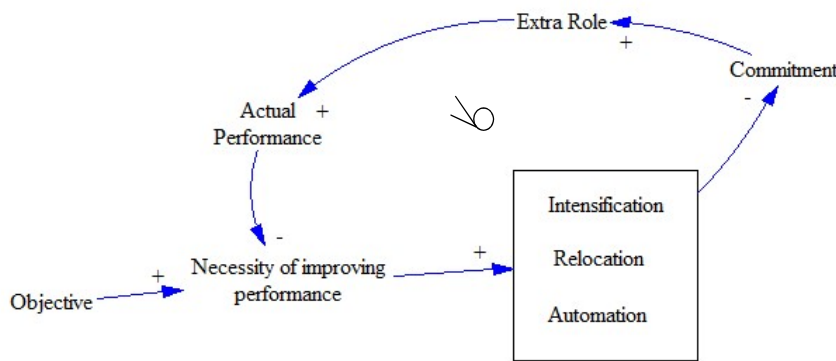 Extra Role
+
Commitment
-
Actual
Performance
+
Intensification
-
+
Necessity of improving
performance
+
Relocation
Objective
Automation